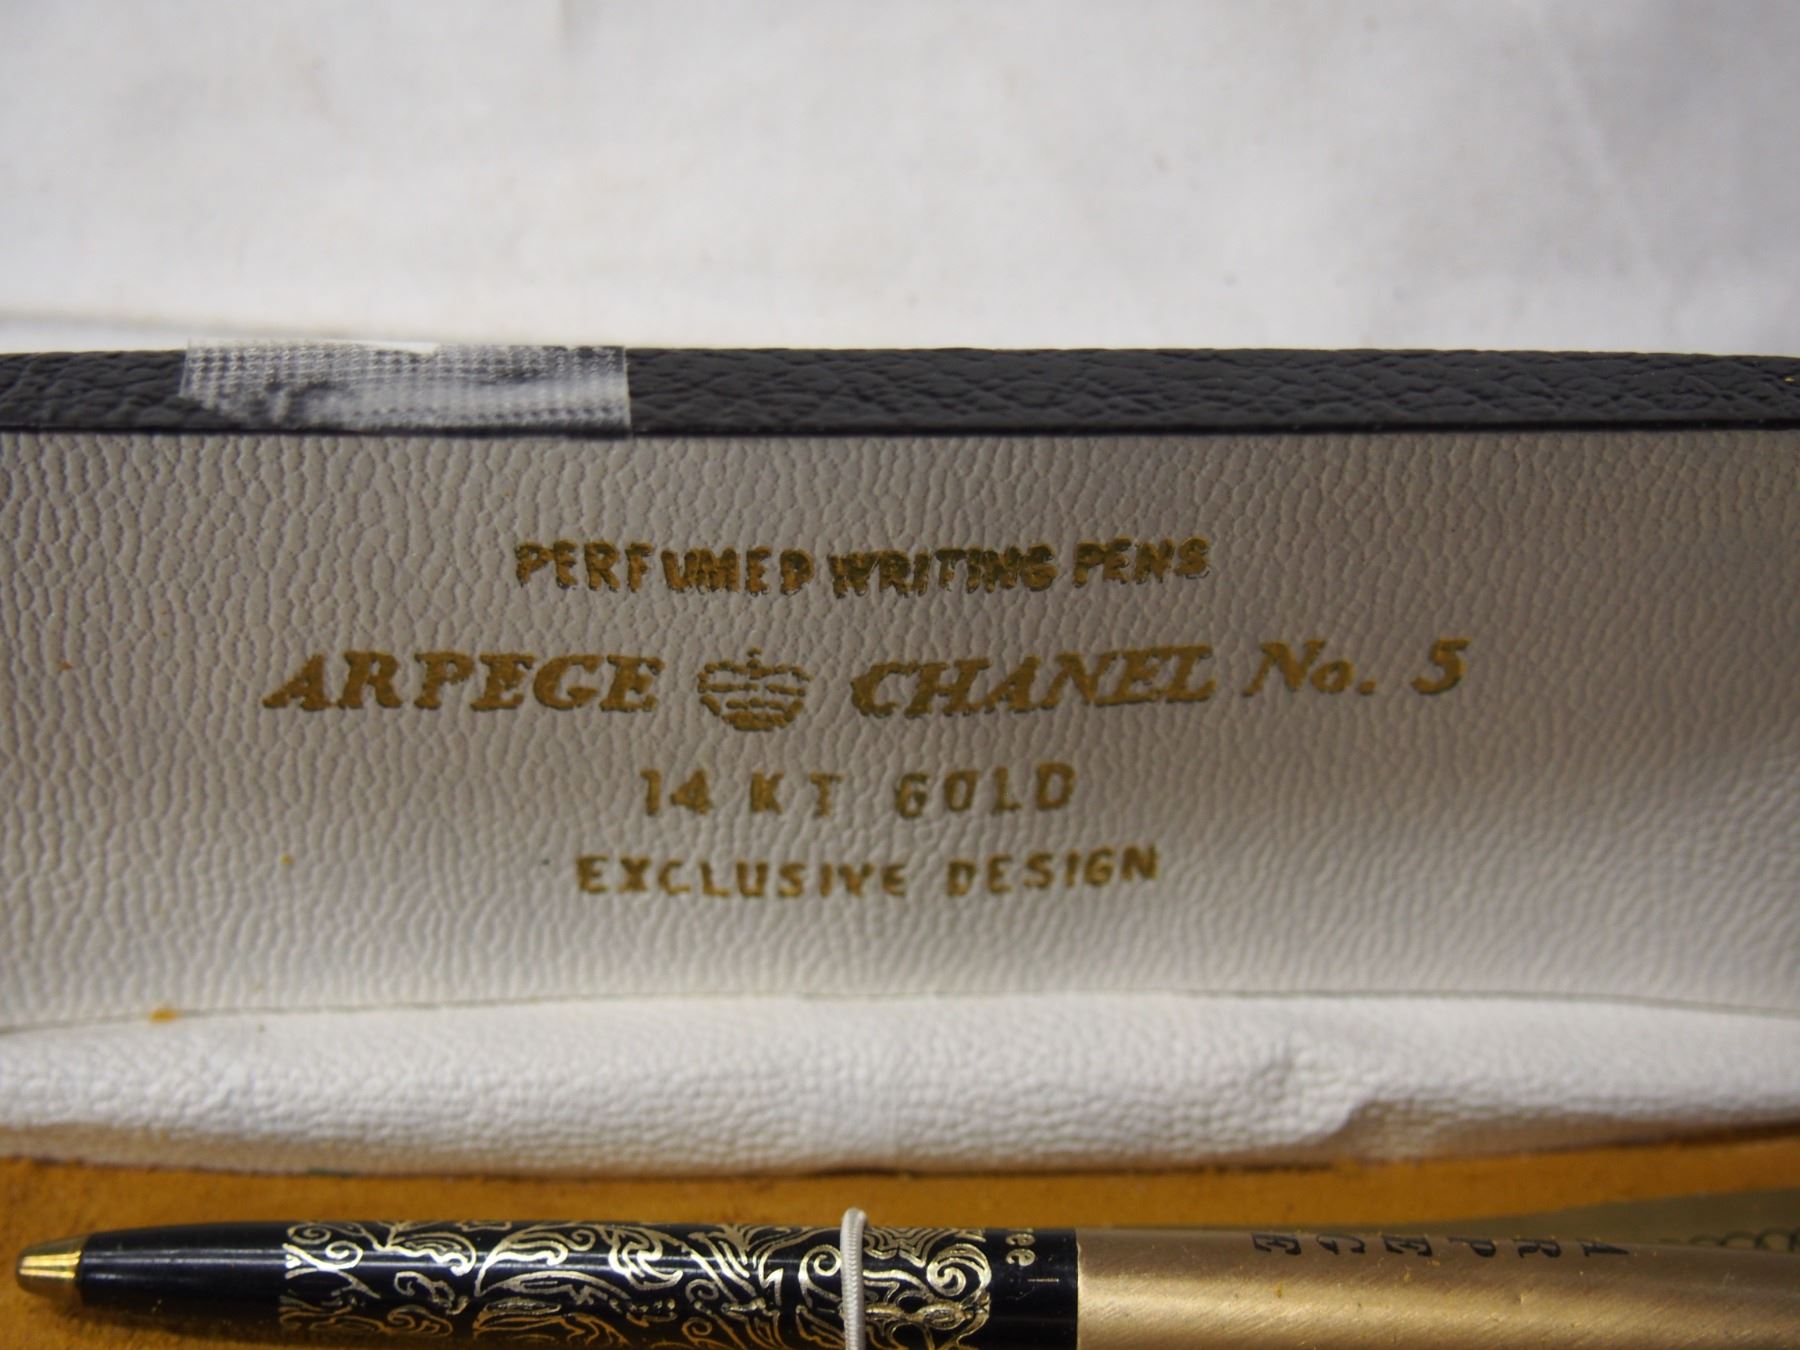 PERFUMED WRITING PENS
ARPEGE CHANEL No. 5
14 KT GOLD
EXCLUSIVE DESIGN
ARPEGE